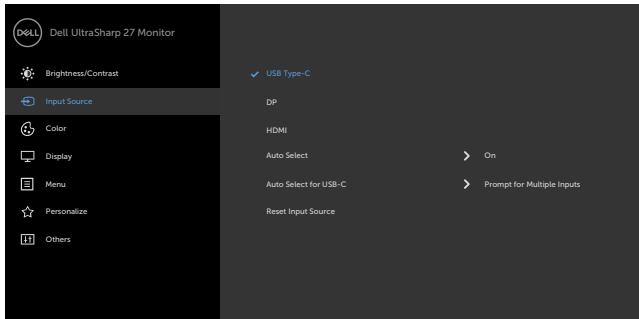 DELL Dell UltraSharp 27 Monitor
Brightness/Contrast
Input Source
Color
Display
Menu
Personalize
Others
USB Type-C
DP
HDMI
Auto Select On
Auto Select for USB-C Prompt for Multiple Inputs
Reset Input Source